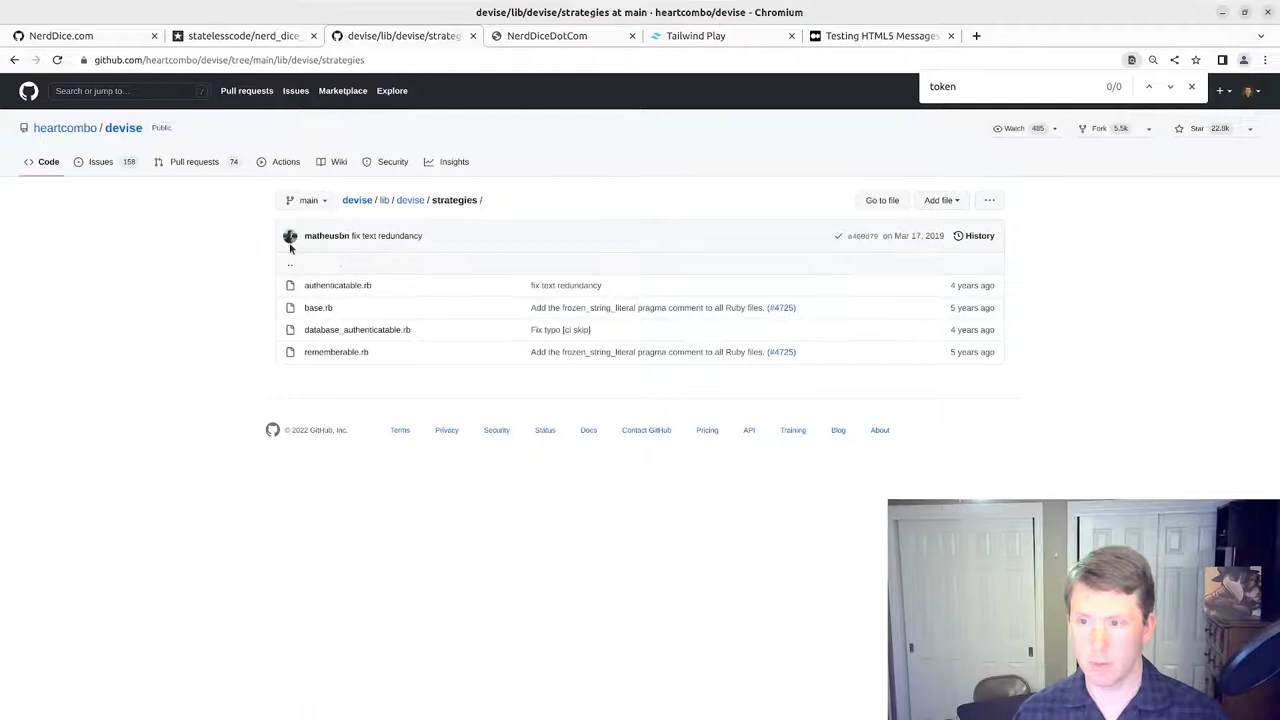 devise/lib/devise/strategies at main · heartcombo/devise - Chromium
NerdDice.com
statelesscode/nerd_dice_
devise/lib/devise/strateg
NerdDiceDotCom
Tailwind Play
Testing HTML5 Messages
github.com/heartcombo/devise/tree/main/lib/devise/strategies
token 0/0
Search or jump to... /
Pull requests Issues Marketplace Explore
heartcombo / devise Public
Watch 485 Fork 5.5k Star 22.8k
Code Issues 158 Pull requests 74 Actions Wiki Security Insights
main devise / lib / devise / strategies / Go to file Add file ...
matheusbn fix text redundancy a460d79 on Mar 17, 2019 History
..
authenticatable.rb fix text redundancy 4 years ago
base.rb Add the frozen_string_literal pragma comment to all Ruby files. (#4725) 5 years ago
database_authenticatable.rb Fix typo [ci skip] 4 years ago
rememberable.rb Add the frozen_string_literal pragma comment to all Ruby files. (#4725) 5 years ago
© 2022 GitHub, Inc. Terms Privacy Security Status Docs Contact GitHub Pricing API Training Blog About